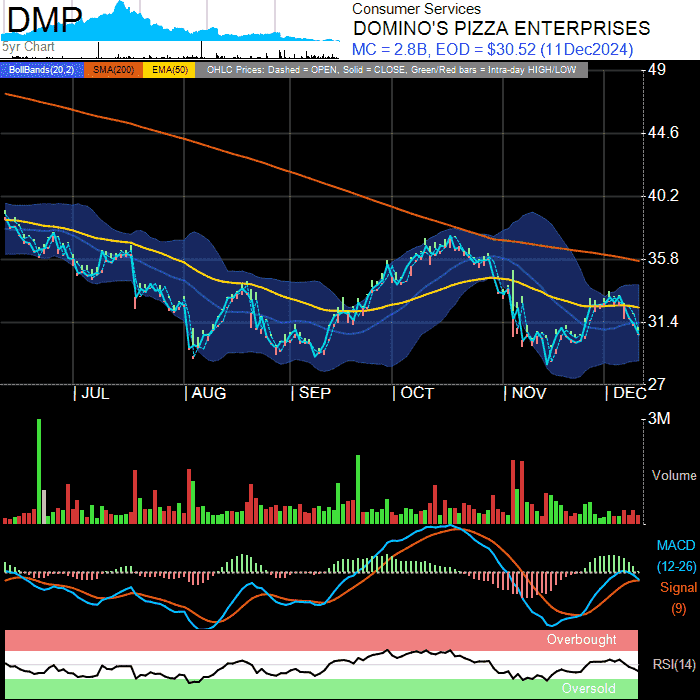 DMP
5yr Chart
Consumer Services
DOMINO'S PIZZA ENTERPRISES
MC = 2.8B, EOD = $30.52 (11Dec2024)
BollBands(20,2) SMA(200) EMA(50) OHLC Prices: Dashed = OPEN, Solid = CLOSE, Green/Red bars = Intra-day HIGH/LOW
49
44.6
40.2
35.8
31.4
27
JUL AUG SEP OCT NOV DEC
3M
Volume
MACD
(12-26)
Signal
(9)
Overbought
RSI(14)
Oversold